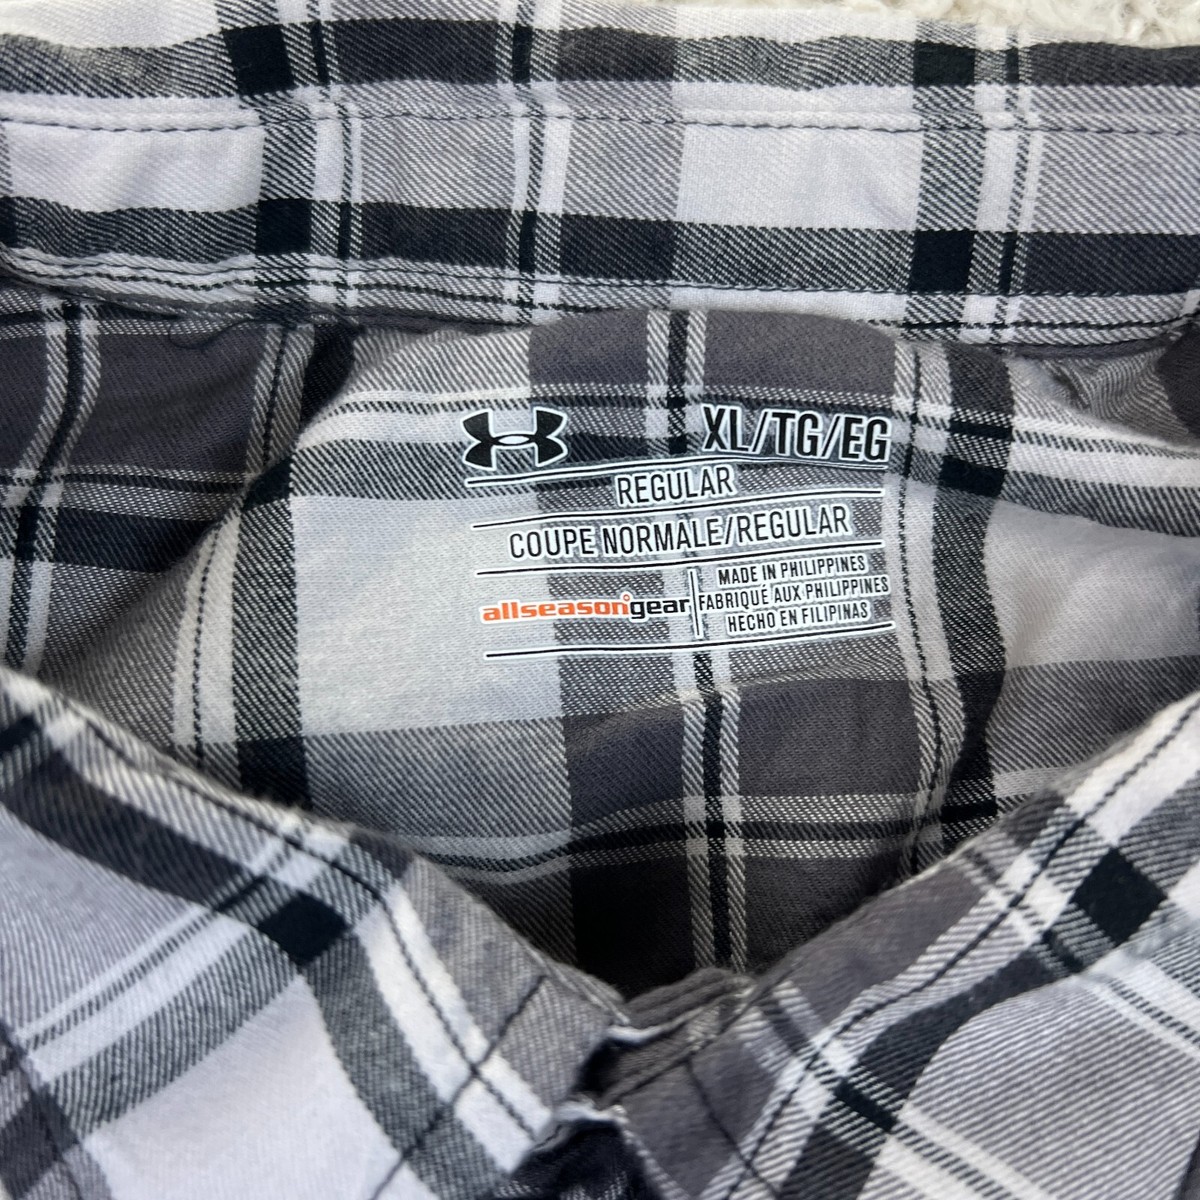 XL/TG/EG
REGULAR
COUPE NORMALE/REGULAR
allseasongear
MADE IN PHILIPPINES
FABRIQUÉ AUX PHILIPPINES
HECHO EN FILIPINAS